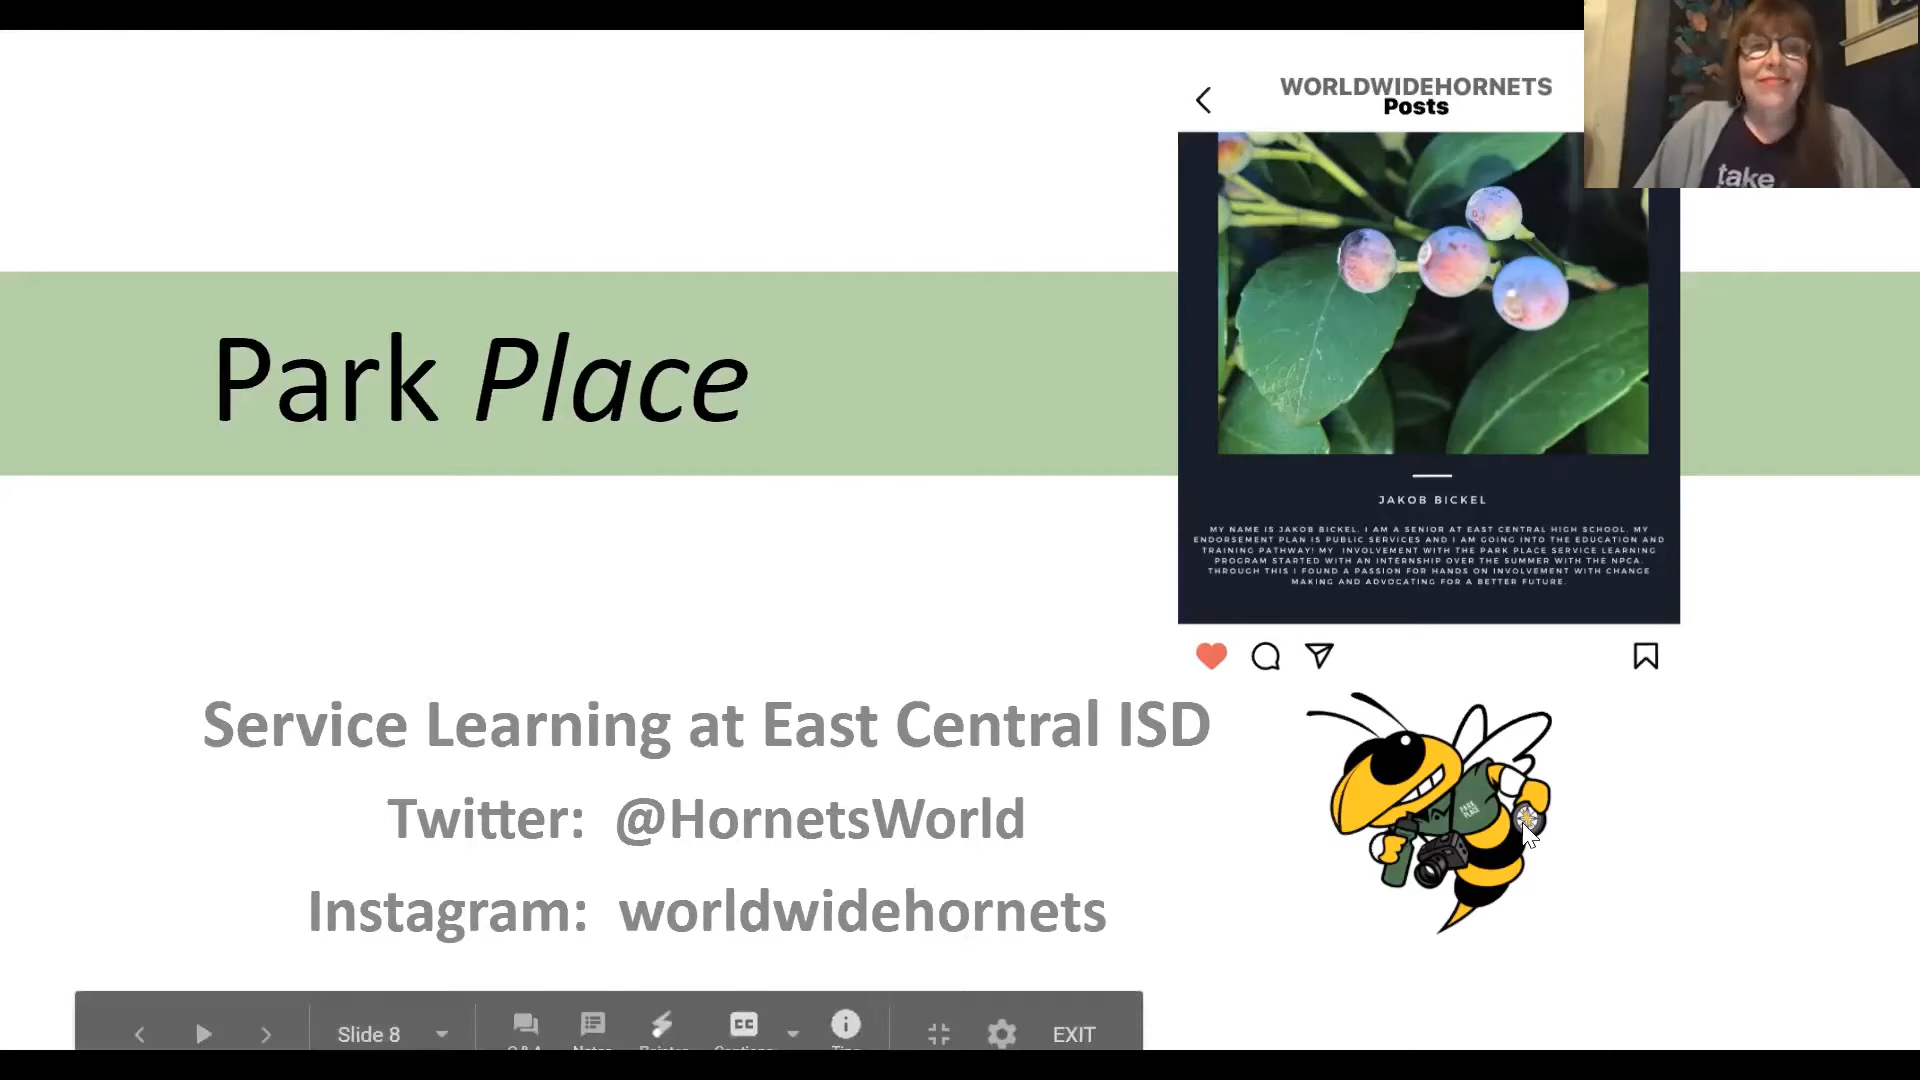 WORLDWIDEHORNETS
Posts
take
Park Place
JAKOB BICKEL
MY NAME IS JAKOB BICKEL, I AM A SENIOR AT EAST CENTRAL HIGH SCHOOL. MY
ENDORSEMENT PLAN IS PUBLIC SERVICES AND I AM GOING INTO THE EDUCATION AND
TRAINING PATHWAY! MY INVOLVEMENT WITH THE PARK PLACE SERVICE LEARNING
PROGRAM STARTED WITH AN INTERNSHIP OVER THE SUMMER WITH THE NPCA.
THROUGH THIS I FOUND A PASSION FOR HANDS ON INVOLVEMENT WITH CHANGE
MAKING AND ADVOCATING FOR A BETTER FUTURE.
Service Learning at East Central ISD
Twitter: @HornetsWorld
Instagram: worldwidehornets
PARK
PLACE
Slide 8
CC
EXIT